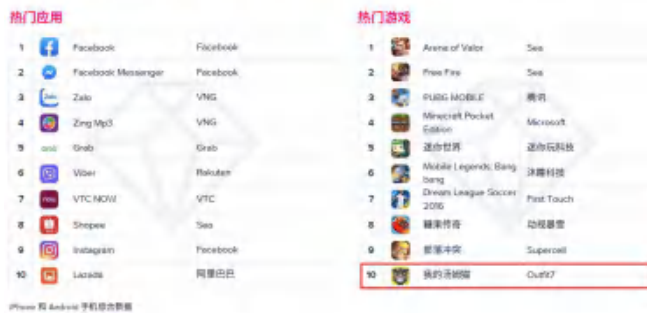 热门应用
1 Facebook Facebook
2 Facebook Messenger Facebook
3 Zalo VNG
4 Zing Mp3 VNG
5 Grab Grab
6 Viber Rakuten
7 VTC NOW VTC
8 Shopee Sea
9 Instagram Facebook
10 Lazada 阿里巴巴
iPhone 和 Android 手机综合数据
热门游戏
1 Arena of Valor Sea
2 Free Fire Sea
3 PUBG MOBILE 腾讯
4 Minecraft Pocket
Edition Microsoft
5 迷你世界 迷你玩科技
6 Mobile Legends: Bang
bang 沐瞳科技
7 Dream League Soccer
2016 First Touch
8 糖果传奇 动视暴雪
9 部落冲突 Supercell
10 我的汤姆猫 Outfit7